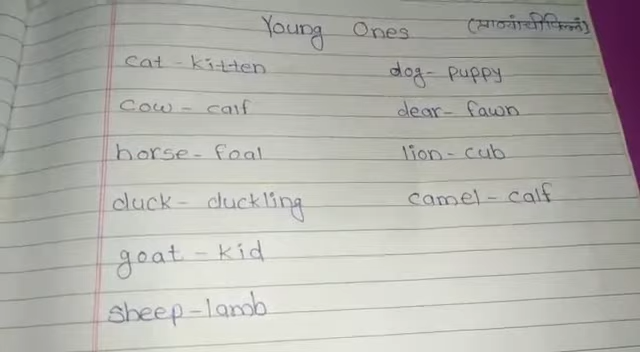 Young Ones
cat - kitten
dog - puppy
cow - calf
dear - fawn
horse - foal
lion - cub
duck - duckling
camel - calf
goat - kid
sheep - lamb